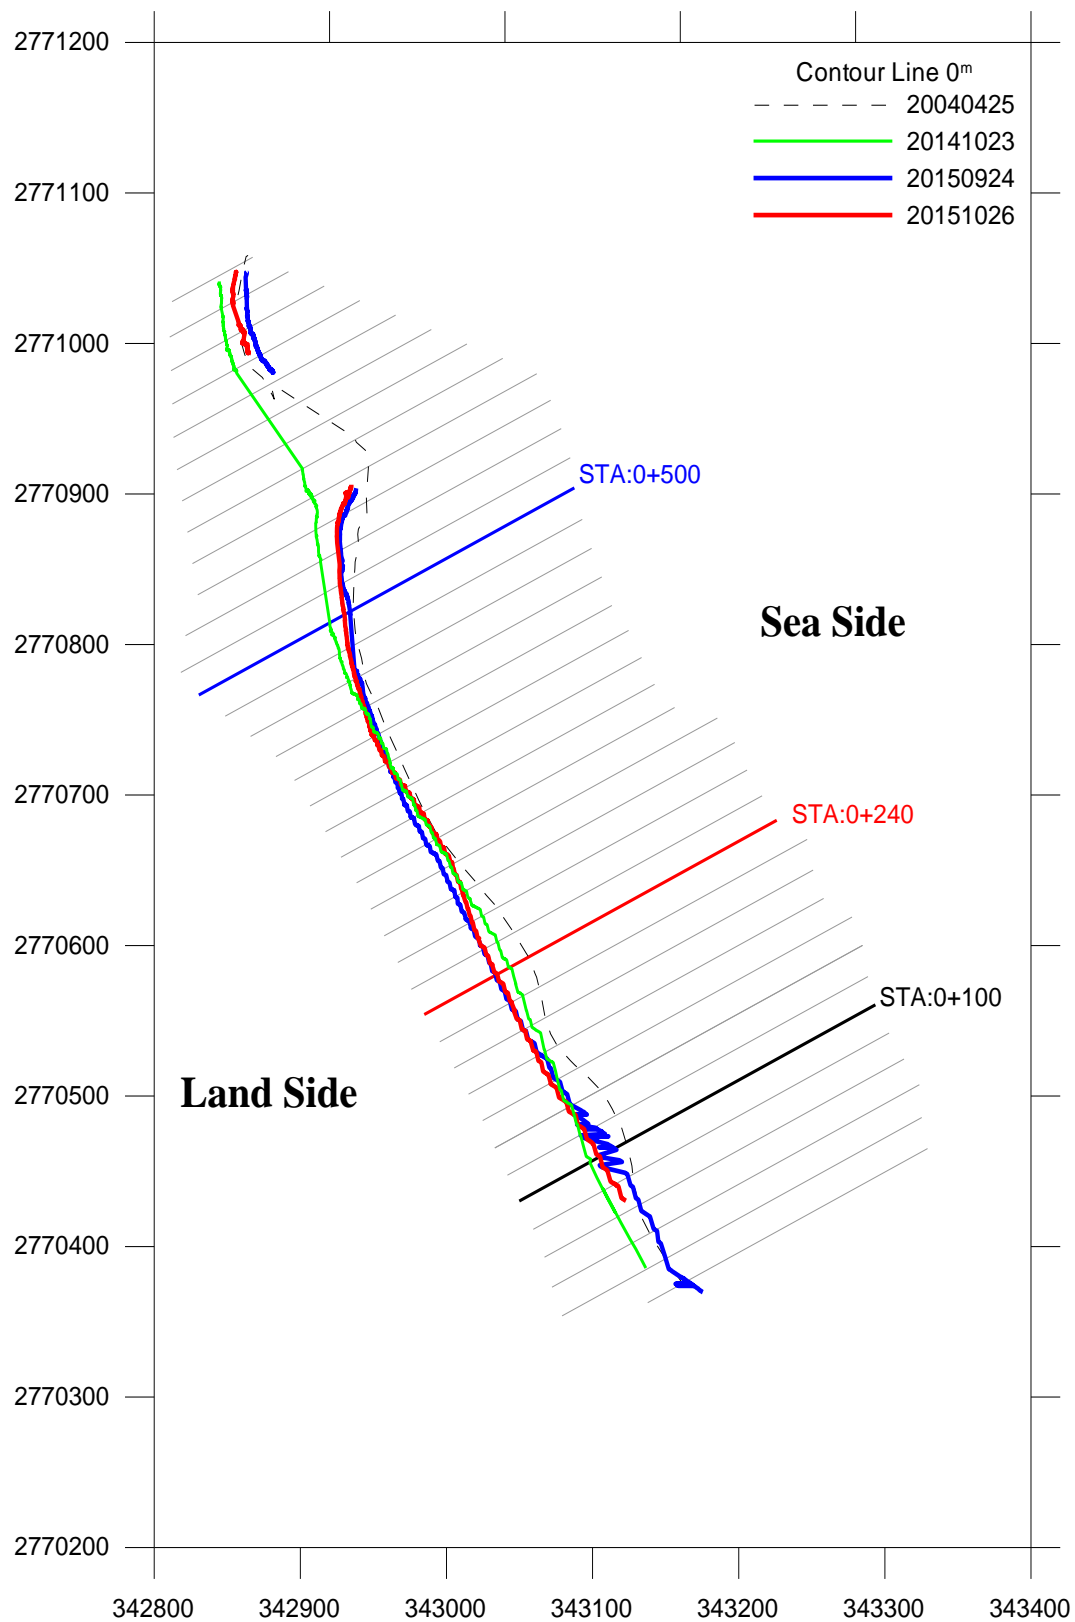 2771200
Contour Line 0ᵐ
20040425
20141023
20150924
20151026
2771100
2771000
2770900
STA:0+500
2770800
Sea Side
2770700
STA:0+240
2770600
STA:0+100
2770500
Land Side
2770400
2770300
2770200
342800 342900 343000 343100 343200 343300 343400